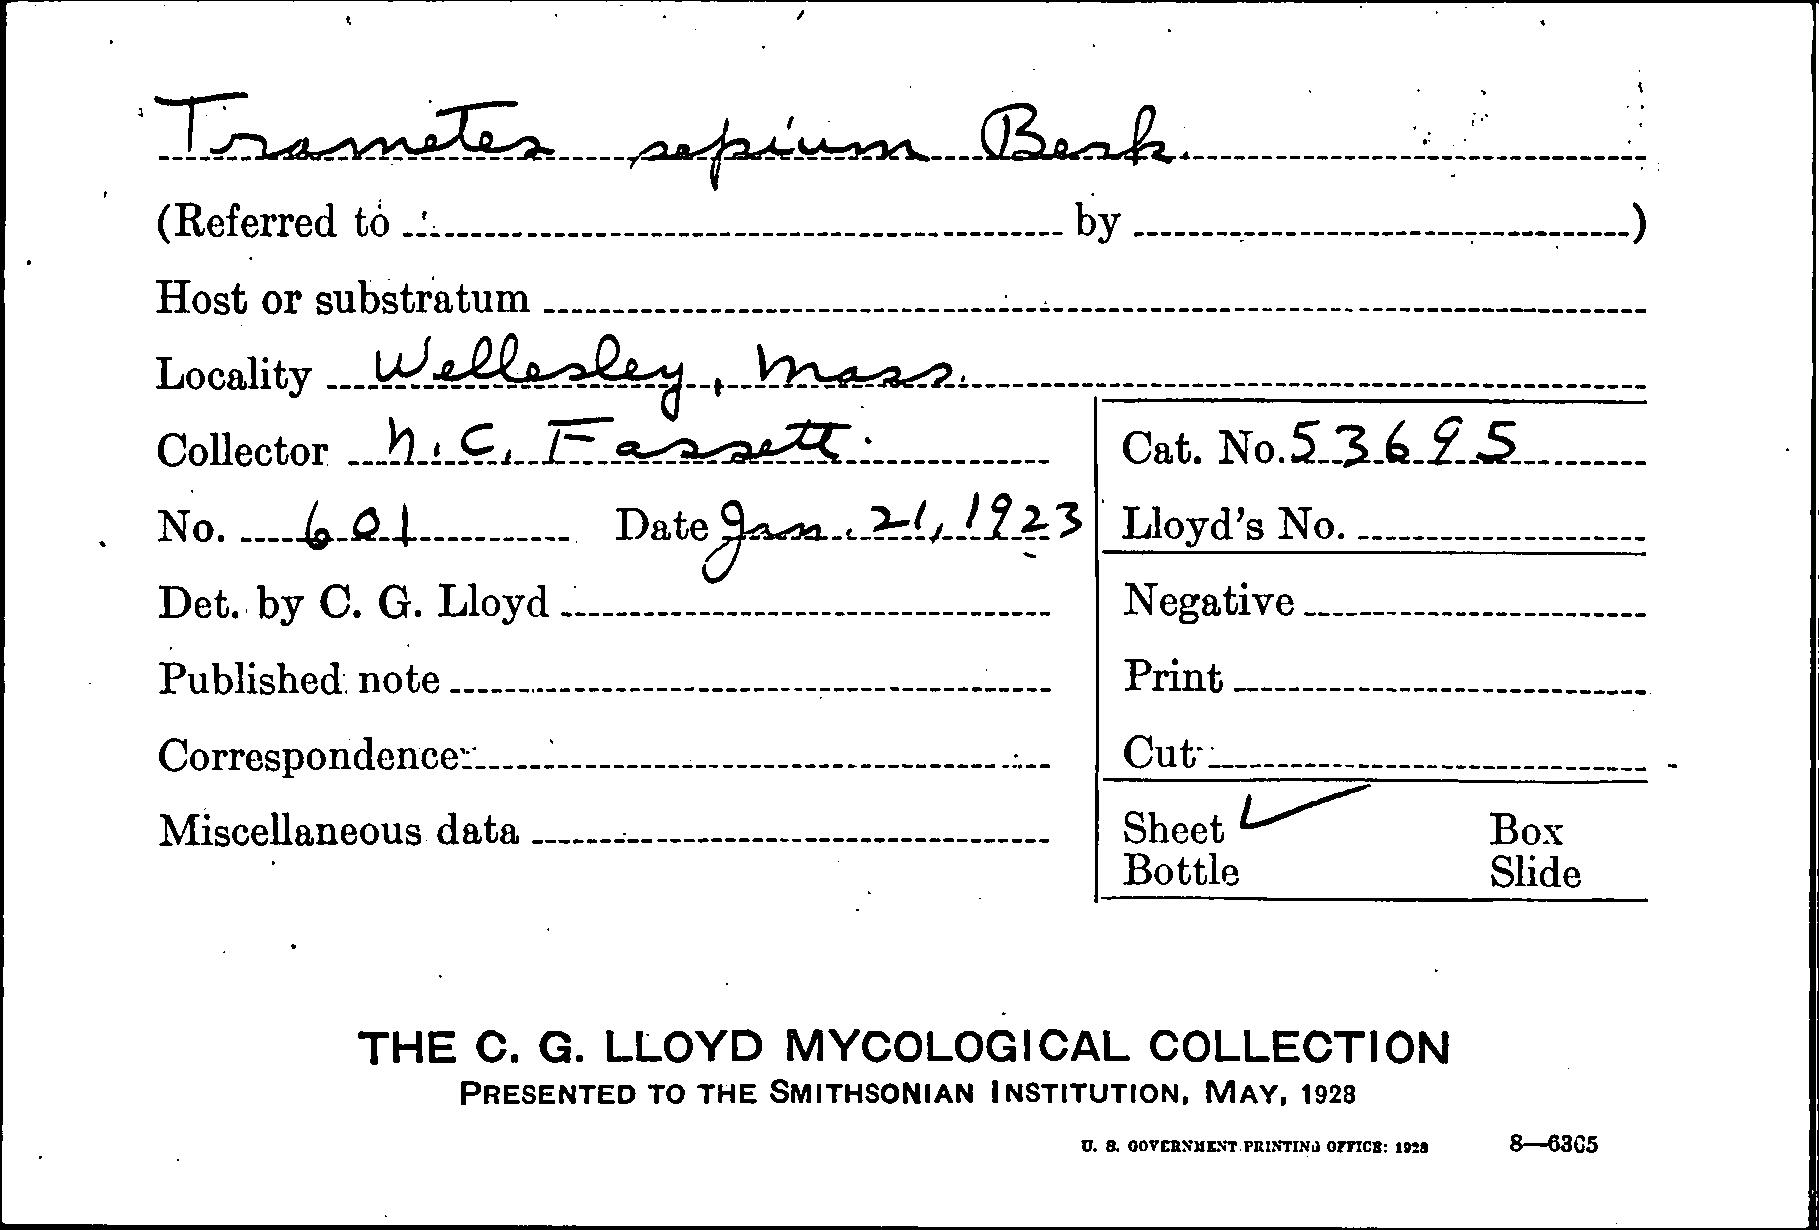 Trametes sepium Berk.
(Referred to by )
Host or substratum
Locality Wellesley, Mass.
Collector N. C. Fassett.
Cat. No. 53695
No. 601 Date Jan. 21, 1923
Lloyd's No.
Det. by C. G. Lloyd
Negative
Published note
Print
Correspondence
Cut
Miscellaneous data
Sheet ✓ Box
Bottle Slide
THE C. G. LLOYD MYCOLOGICAL COLLECTION
PRESENTED TO THE SMITHSONIAN INSTITUTION, MAY, 1928
U. S. GOVERNMENT PRINTING OFFICE: 1928 8—6305